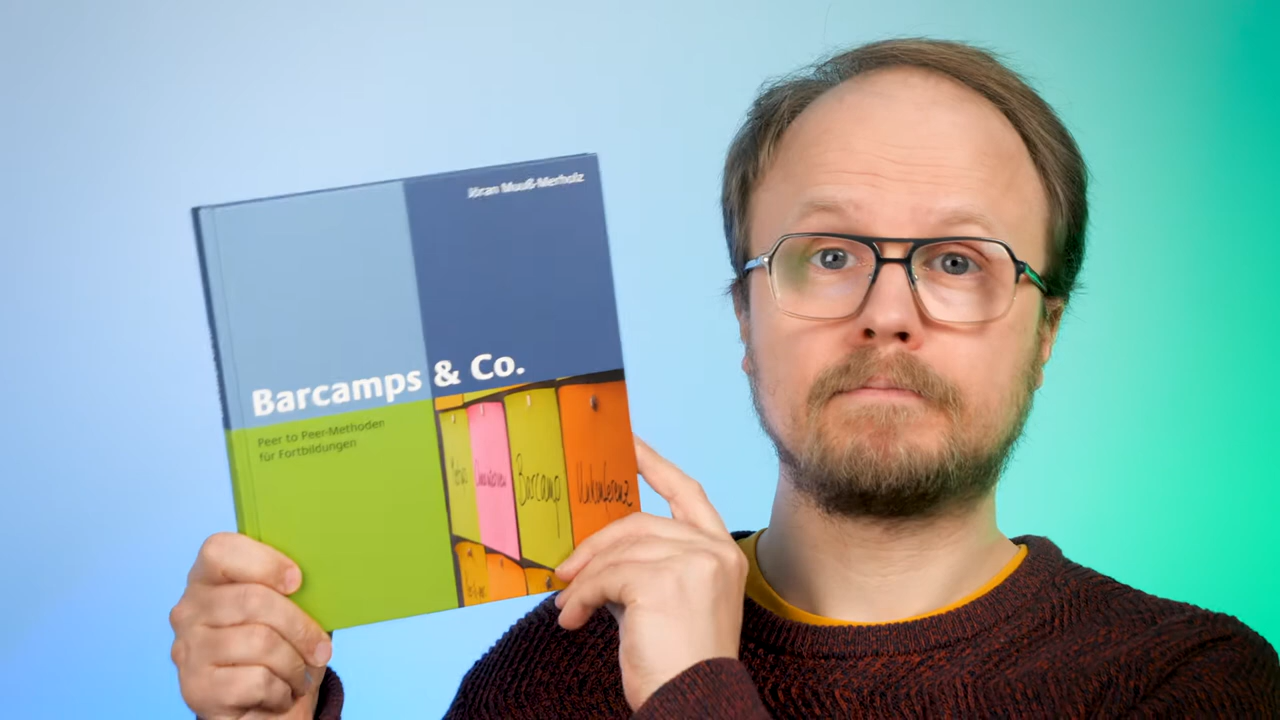 Jöran Muuß-Merholz
Barcamps & Co.
Peer to Peer-Methoden
für Fortbildungen
Barcamp